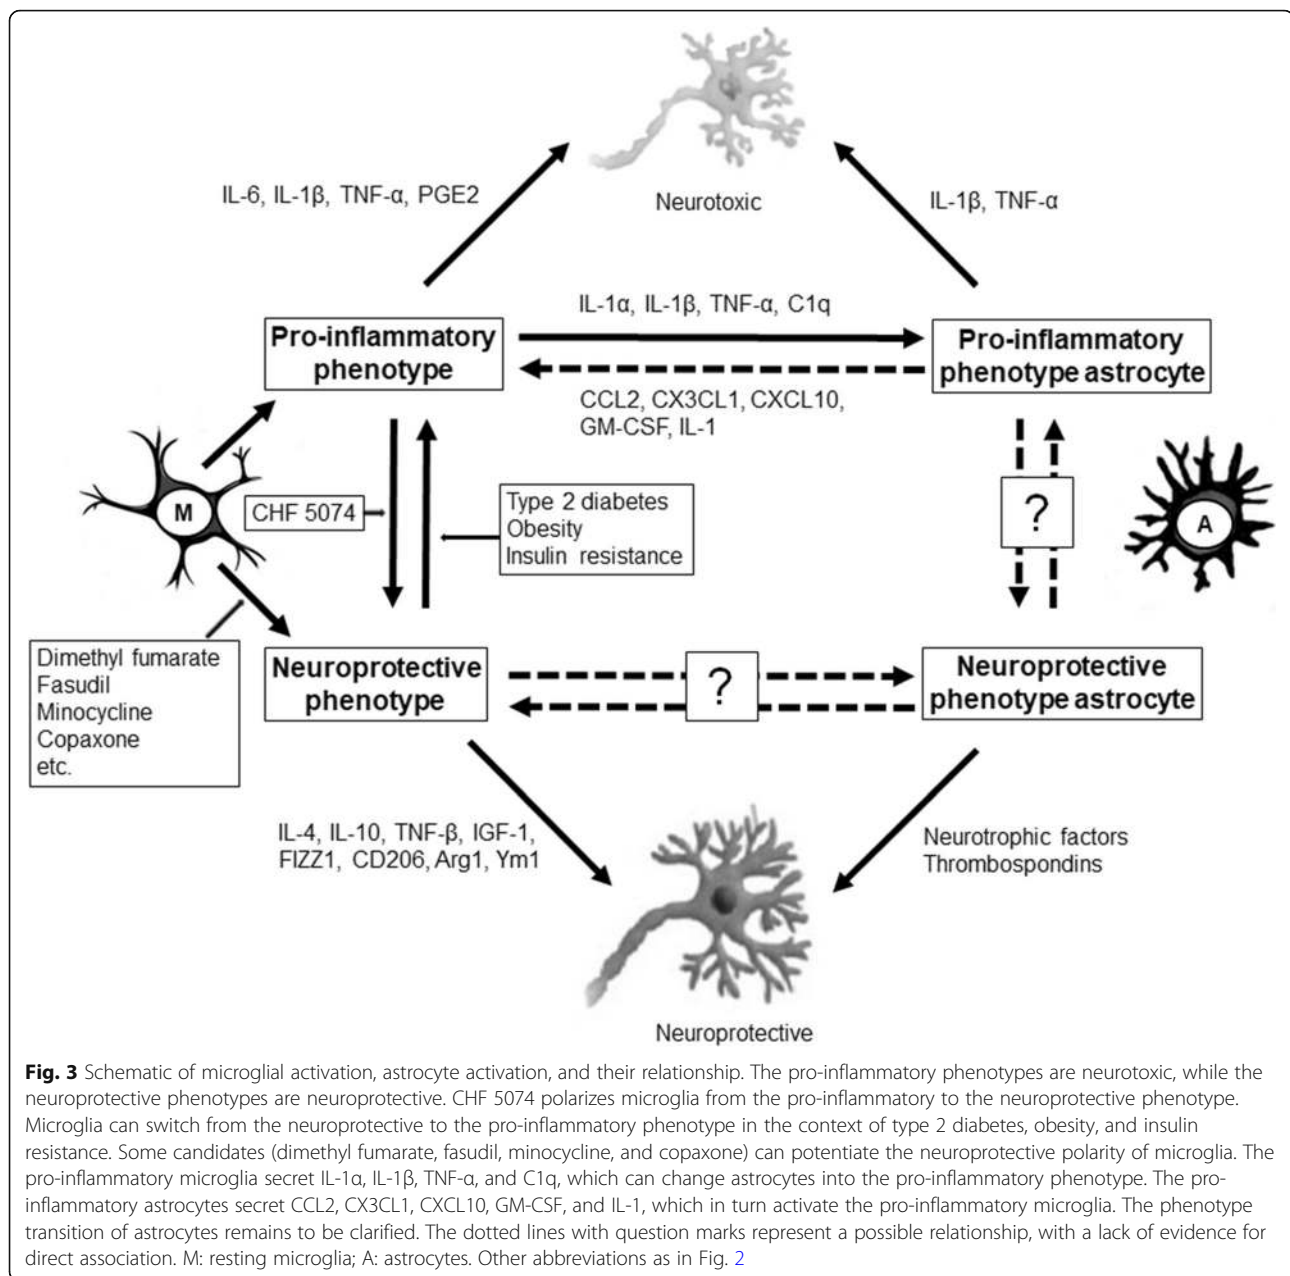 Neurotoxic
IL-6, IL-1β, TNF-α, PGE2
IL-1β, TNF-α
IL-1α, IL-1β, TNF-α, C1q
Pro-inflammatory
phenotype
Pro-inflammatory
phenotype astrocyte
CCL2, CX3CL1, CXCL10,
GM-CSF, IL-1
M
CHF 5074
Type 2 diabetes
Obesity
Insulin resistance
?
A
Dimethyl fumarate
Fasudil
Minocycline
Copaxone
etc.
Neuroprotective
phenotype
?
Neuroprotective
phenotype astrocyte
IL-4, IL-10, TNF-β, IGF-1,
FIZZ1, CD206, Arg1, Ym1
Neurotrophic factors
Thrombospondins
Neuroprotective
Fig. 3 Schematic of microglial activation, astrocyte activation, and their relationship. The pro-inflammatory phenotypes are neurotoxic, while the
neuroprotective phenotypes are neuroprotective. CHF 5074 polarizes microglia from the pro-inflammatory to the neuroprotective phenotype.
Microglia can switch from the neuroprotective to the pro-inflammatory phenotype in the context of type 2 diabetes, obesity, and insulin
resistance. Some candidates (dimethyl fumarate, fasudil, minocycline, and copaxone) can potentiate the neuroprotective polarity of microglia. The
pro-inflammatory microglia secret IL-1α, IL-1β, TNF-α, and C1q, which can change astrocytes into the pro-inflammatory phenotype. The pro-
inflammatory astrocytes secret CCL2, CX3CL1, CXCL10, GM-CSF, and IL-1, which in turn activate the pro-inflammatory microglia. The phenotype
transition of astrocytes remains to be clarified. The dotted lines with question marks represent a possible relationship, with a lack of evidence for
direct association. M: resting microglia; A: astrocytes. Other abbreviations as in Fig. 2